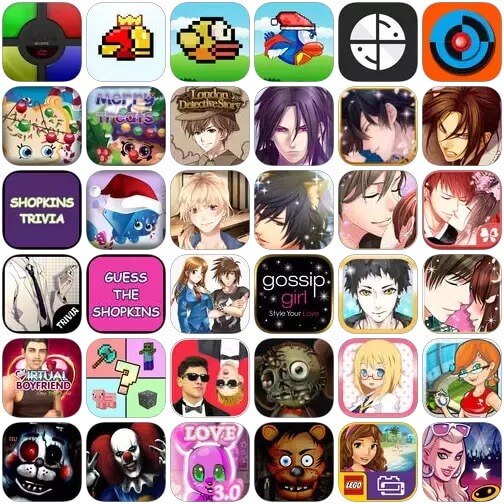 Merry
Treats
London
Detective Story
SHOPKINS
TRIVIA
TRIVIA
GUESS
THE
SHOPKINS
gossip
girl
Style Your Love
VIRTUAL
BOYFRIEND
LOVE
3.0
LEGO